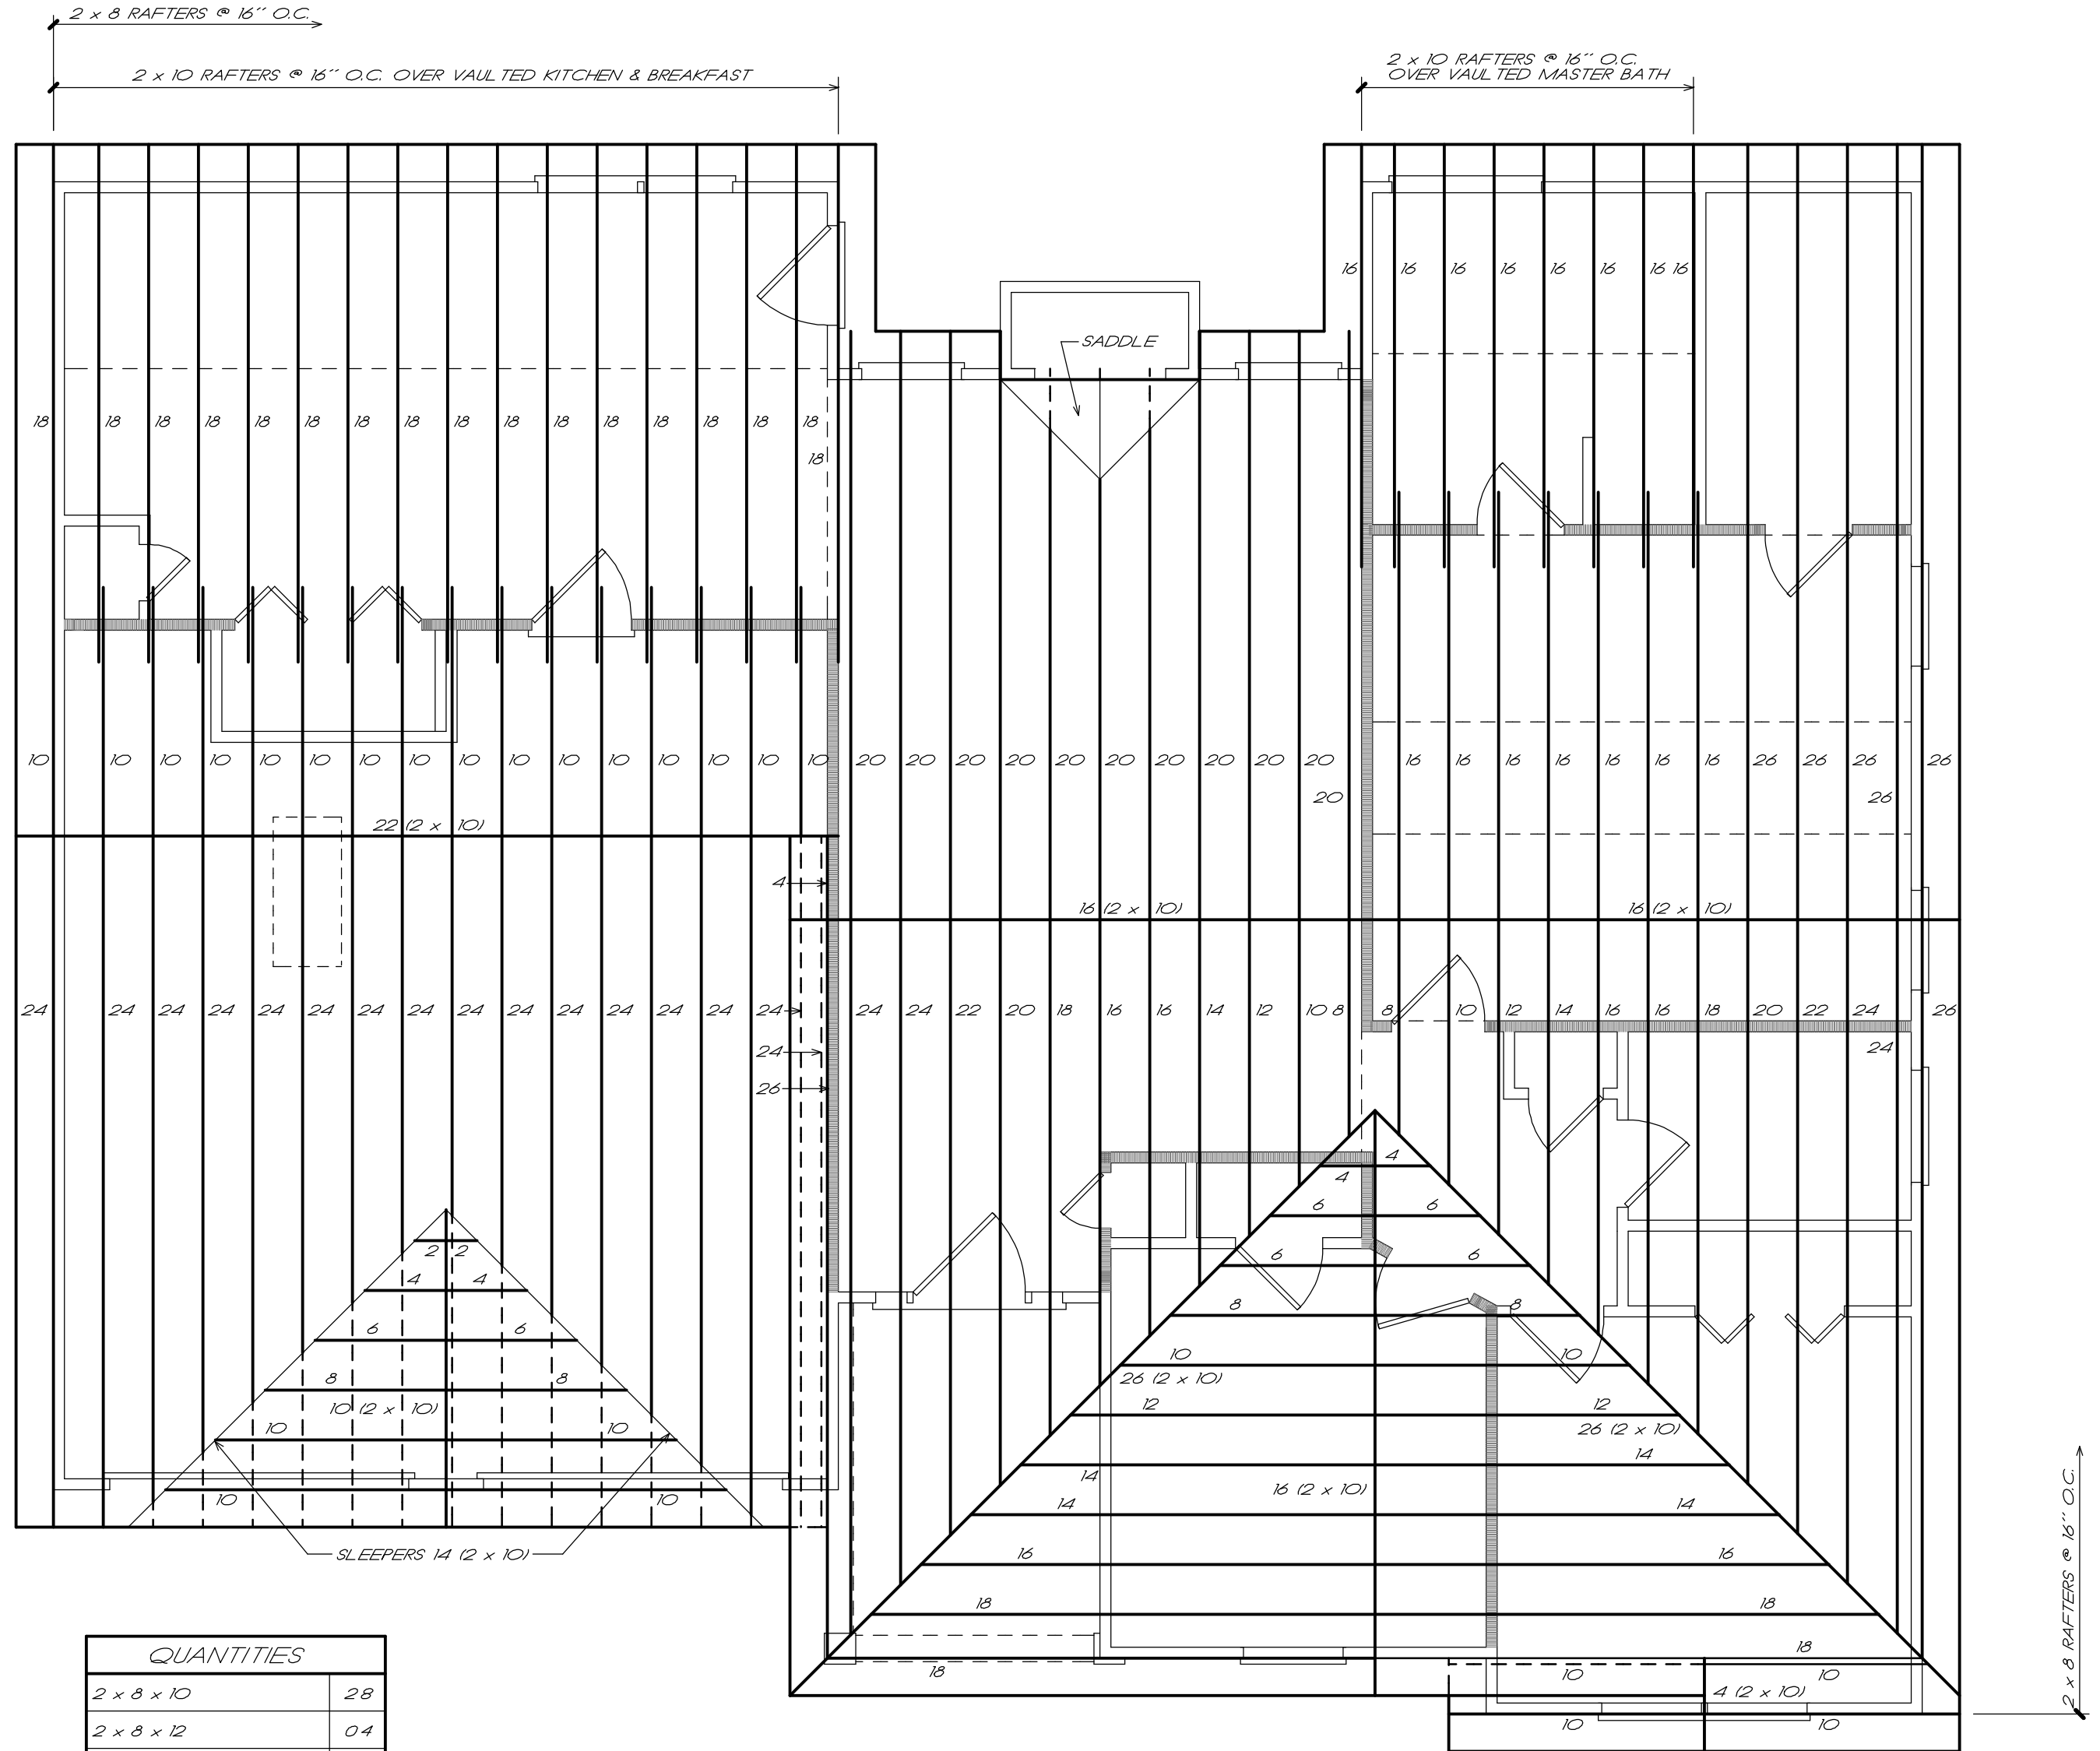 2 x 8 RAFTERS @ 16" O.C.
2 x 10 RAFTERS @ 16" O.C. OVER VAULTED KITCHEN & BREAKFAST
2 x 10 RAFTERS @ 16" O.C.
OVER VAULTED MASTER BATH
16 16 16 16 16 16 16 16
SADDLE
18 18 18 18 18 18 18 18 18 18 18 18 18 18 18 18
18
10 10 10 10 10 10 10 10 10 10 10 10 10 10 10 10 20 20 20 20 20 20 20 20 20 20 16 16 16 16 16 16 16 26 26 26 26
20 26
22 (2 x 10)
4
16 (2 x 10) 16 (2 x 10)
24 24 24 24 24 24 24 24 24 24 24 24 24 24 24 24 24 22 20 18 16 16 14 12 10 8 8 10 12 14 16 16 18 20 22 24 26
24 24
26
4
4
6 6
2 2 6 6
4 4
8 8
6 6
10 10
8 8 26 (2 x 10)
10 (2 x 10) 12 12
10 10 26 (2 x 10)
14
14
10 10 16 (2 x 10)
14 14
SLEEPERS 14 (2 x 10) 16 16
18 18
18
18 10 10
4 (2 x 10)
10 10
2 x 8 RAFTERS @ 16" O.C.
QUANTITIES
2 x 8 x 10 28
2 x 8 x 12 04